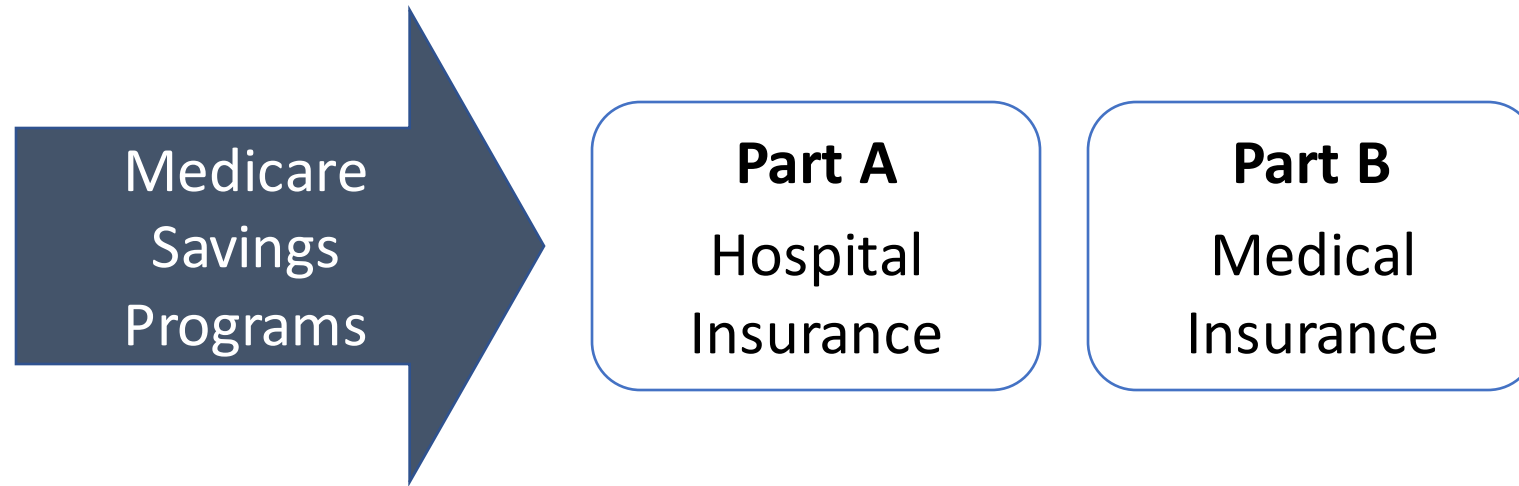 Medicare
Savings
Programs
Part A
Hospital
Insurance
Part B
Medical
Insurance